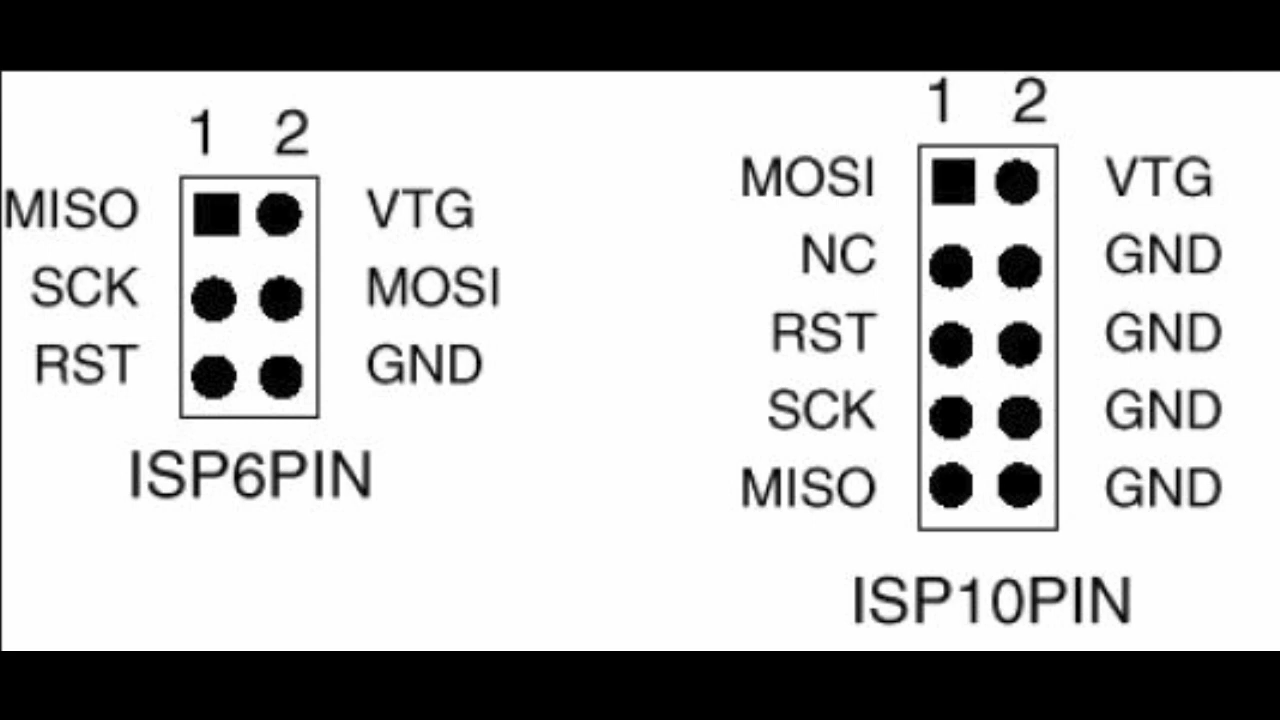 1 2
MISO VTG
SCK MOSI
RST GND
ISP6PIN
1 2
MOSI VTG
NC GND
RST GND
SCK GND
MISO GND
ISP10PIN